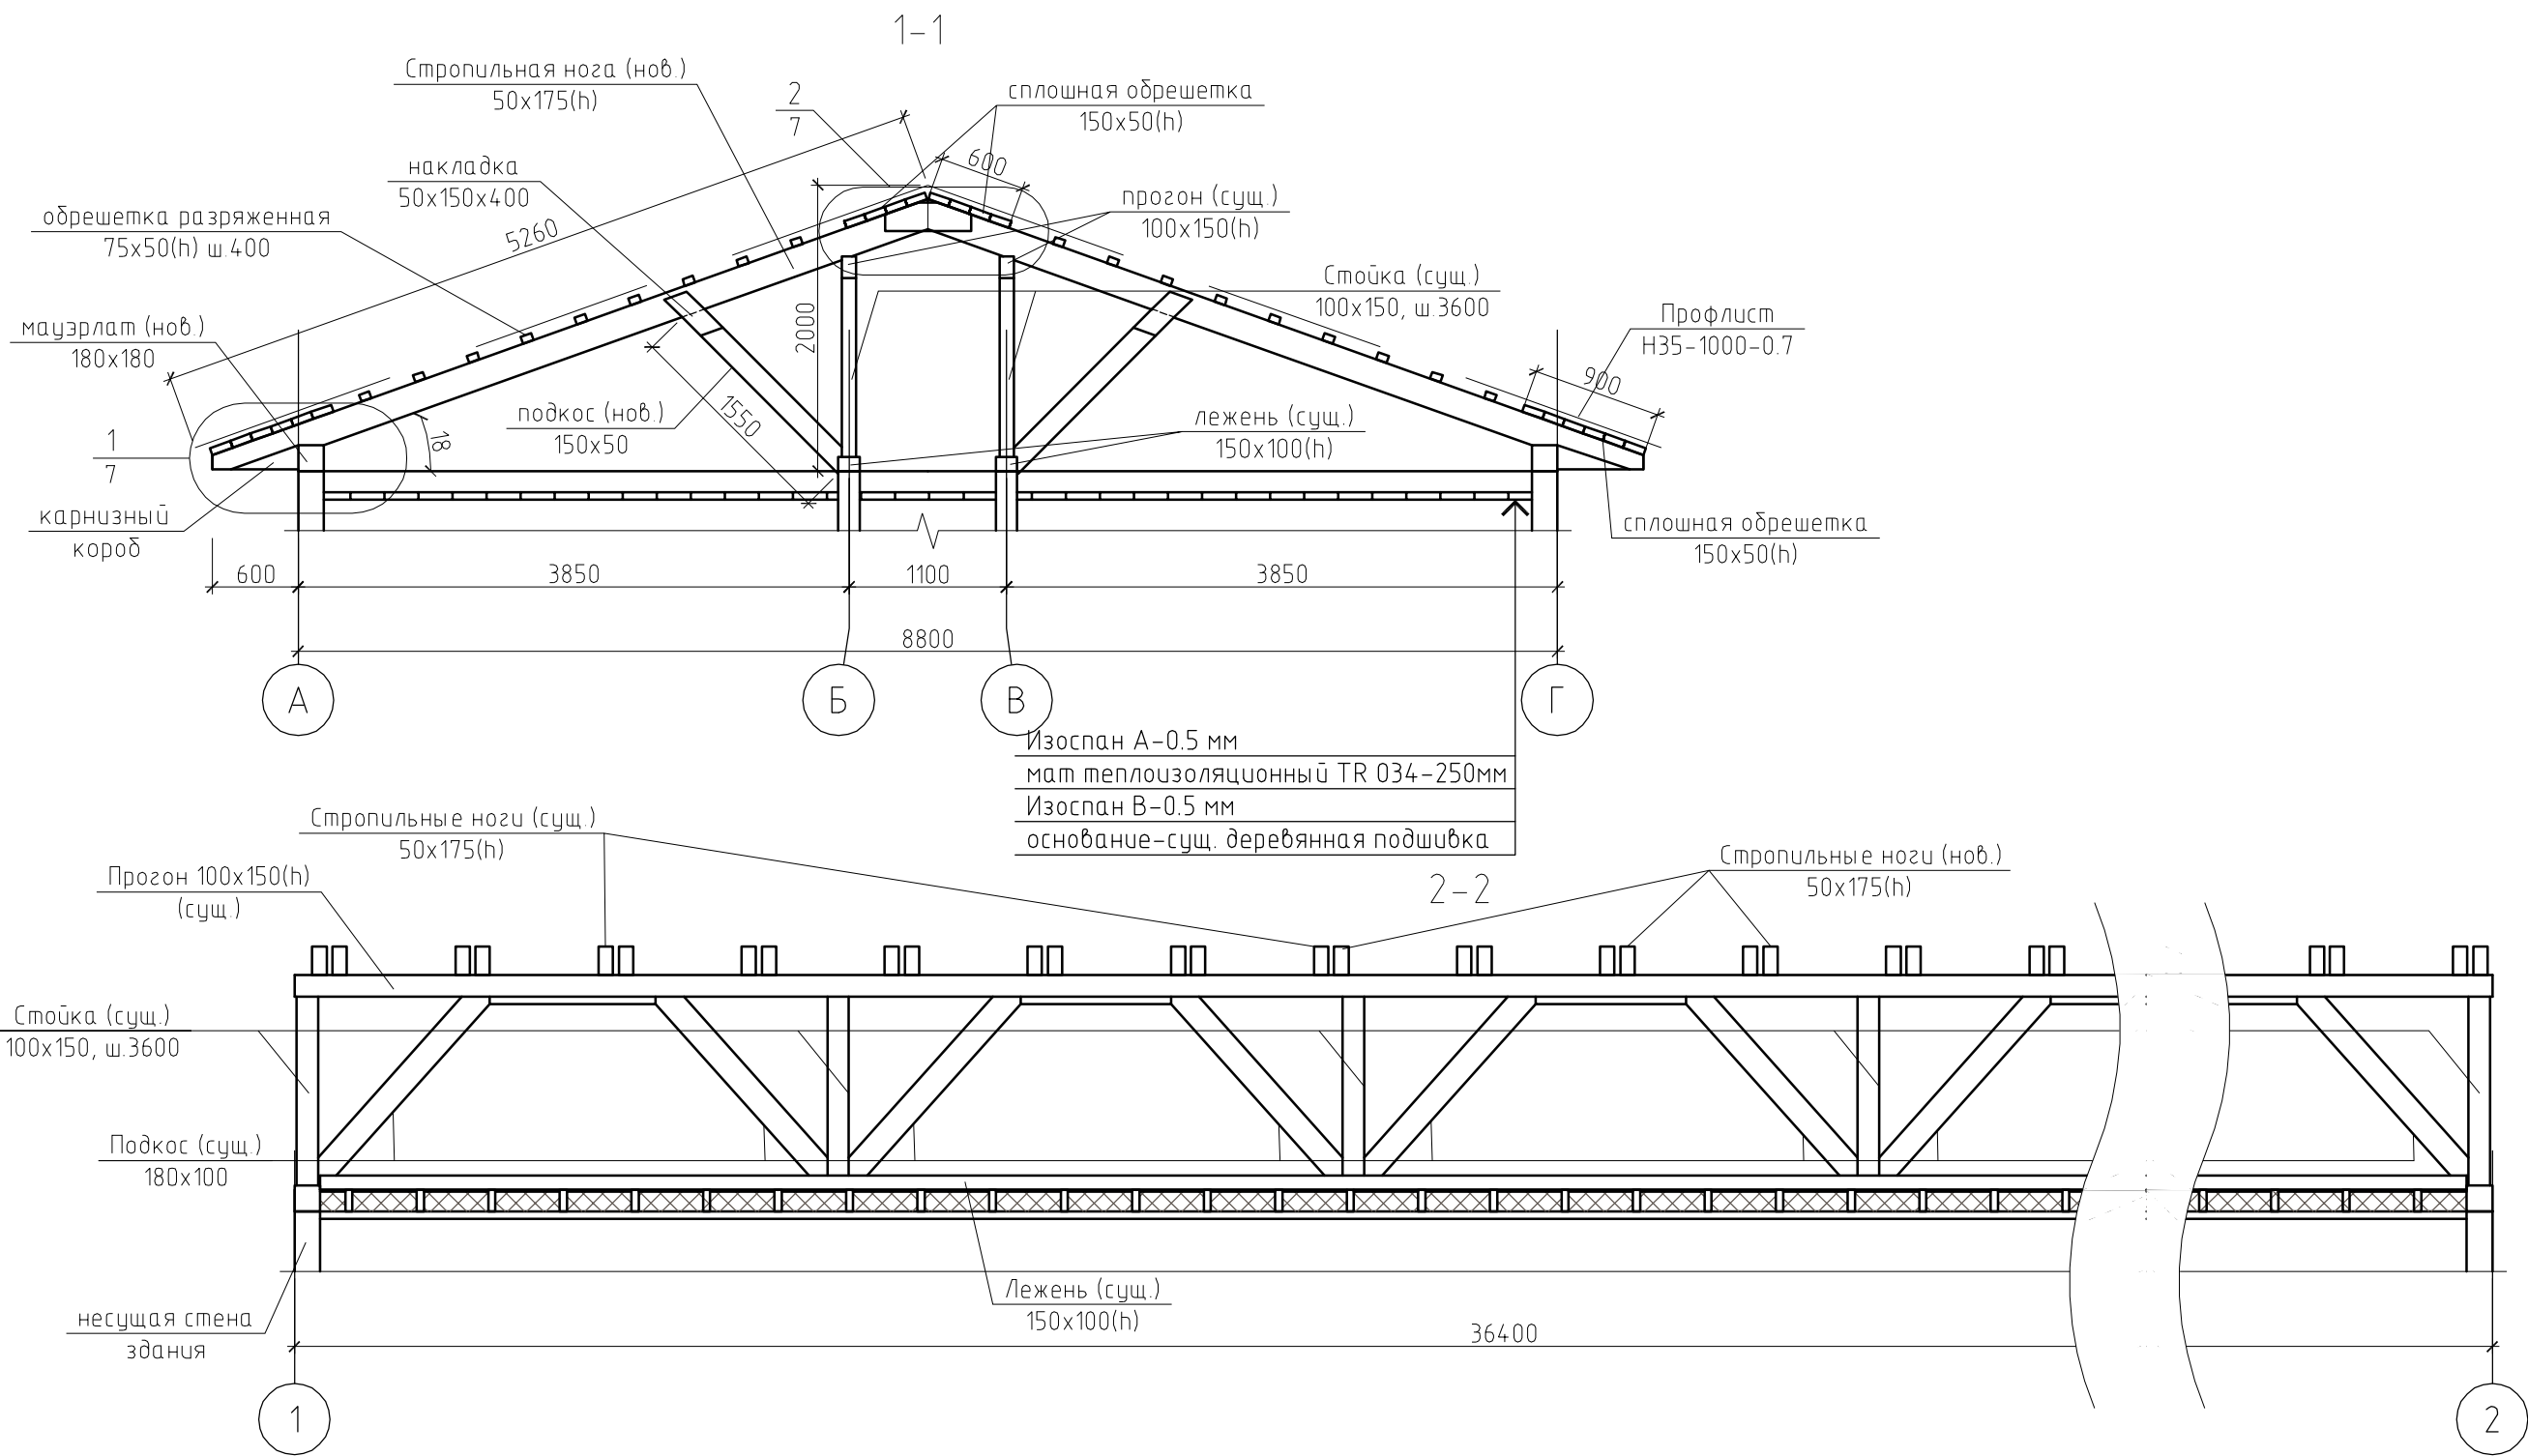 1-1
Стропильная нога (нов.)
50х175(h)
2
7
сплошная обрешетка
150х50(h)
600
накладка
50х150х400
прогон (сущ.)
100х150(h)
обрешетка разряженная
75х50(h) ш.400
5260
Стойка (сущ.)
100х150, ш.3600
2000
Профлист
Н35-1000-0.7
мауэрлат (нов.)
180х180
900
подкос (нов.)
150х50
1550
лежень (сущ.)
150х100(h)
18
1
7
карнизный
короб
сплошная обрешетка
150х50(h)
600
3850
1100
3850
8800
А
Б
В
Г
Изоспан А-0.5 мм
мат теплоизоляционный TR 034-250мм
Изоспан В-0.5 мм
основание-сущ. деревянная подшивка
Стропильные ноги (сущ.)
50х175(h)
Прогон 100х150(h)
(сущ.)
2-2
Стропильные ноги (нов.)
50х175(h)
Стойка (сущ.)
100х150, ш.3600
Подкос (сущ.)
180х100
Лежень (сущ.)
150х100(h)
несущая стена
здания
36400
1
2